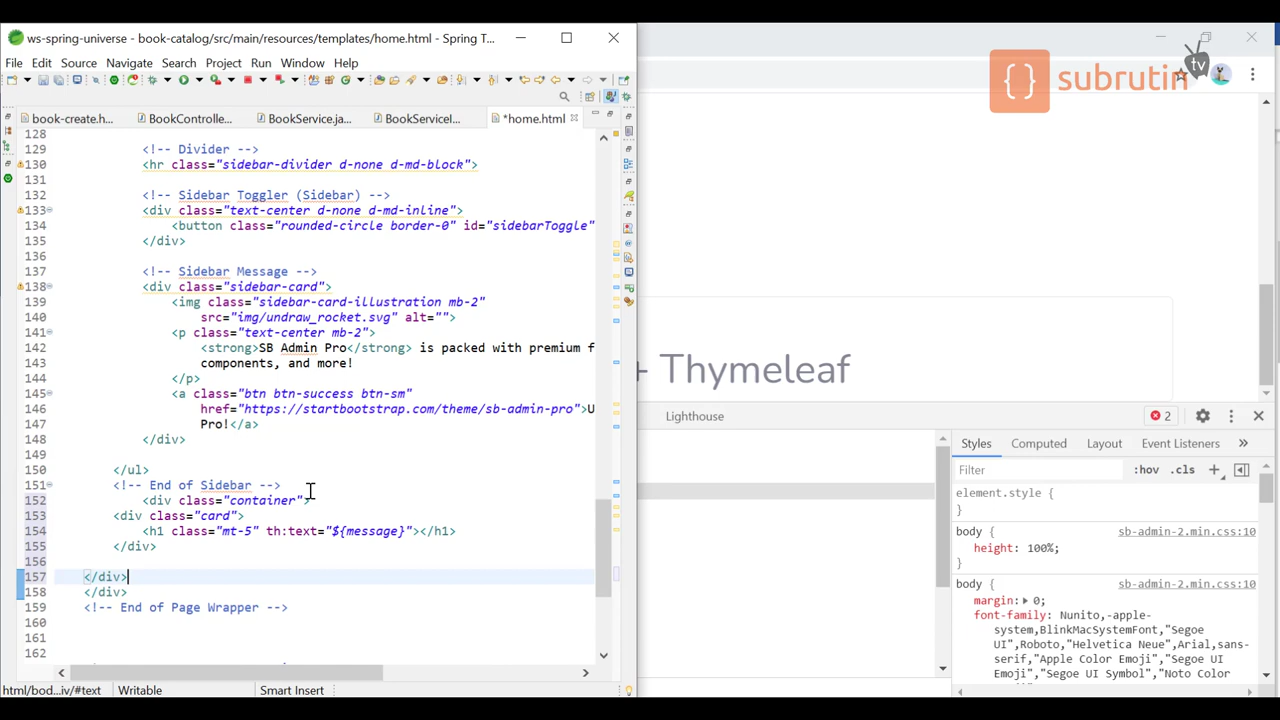 ws-spring-universe - book-catalog/src/main/resources/templates/home.html - Spring T...
File Edit Source Navigate Search Project Run Window Help
book-create.h... BookControlle... BookService.ja... BookServiceI... *home.html
128
129 <!-- Divider -->
130 <hr class="sidebar-divider d-none d-md-block">
131
132 <!-- Sidebar Toggler (Sidebar) -->
133 <div class="text-center d-none d-md-inline">
134 <button class="rounded-circle border-0" id="sidebarToggle"
135 </div>
136
137 <!-- Sidebar Message -->
138 <div class="sidebar-card">
139 <img class="sidebar-card-illustration mb-2"
140 src="img/undraw_rocket.svg" alt="">
141 <p class="text-center mb-2">
142 <strong>SB Admin Pro</strong> is packed with premium f
143 components, and more!
144 </p>
145 <a class="btn btn-success btn-sm"
146 href="https://startbootstrap.com/theme/sb-admin-pro">U
147 Pro!</a>
148 </div>
149
150 </ul>
151 <!-- End of Sidebar -->
152 <div class="container">
153 <div class="card">
154 <h1 class="mt-5" th:text="${message}"></h1>
155 </div>
156
157 </div>
158 </div>
159 <!-- End of Page Wrapper -->
160
161
162
html/bod...iv/#text Writable Smart Insert
{} subrutin tv
+ Thymeleaf
Lighthouse
2
Styles Computed Layout Event Listeners
Filter :hov .cls +
element.style {
}
body { sb-admin-2.min.css:10
height: 100%;
}
body { sb-admin-2.min.css:10
margin: 0;
font-family: Nunito,-apple-
system,BlinkMacSystemFont,"Segoe
UI",Roboto,"Helvetica Neue",Arial,sans-
serif,"Apple Color Emoji","Segoe UI
Emoji","Segoe UI Symbol","Noto Color